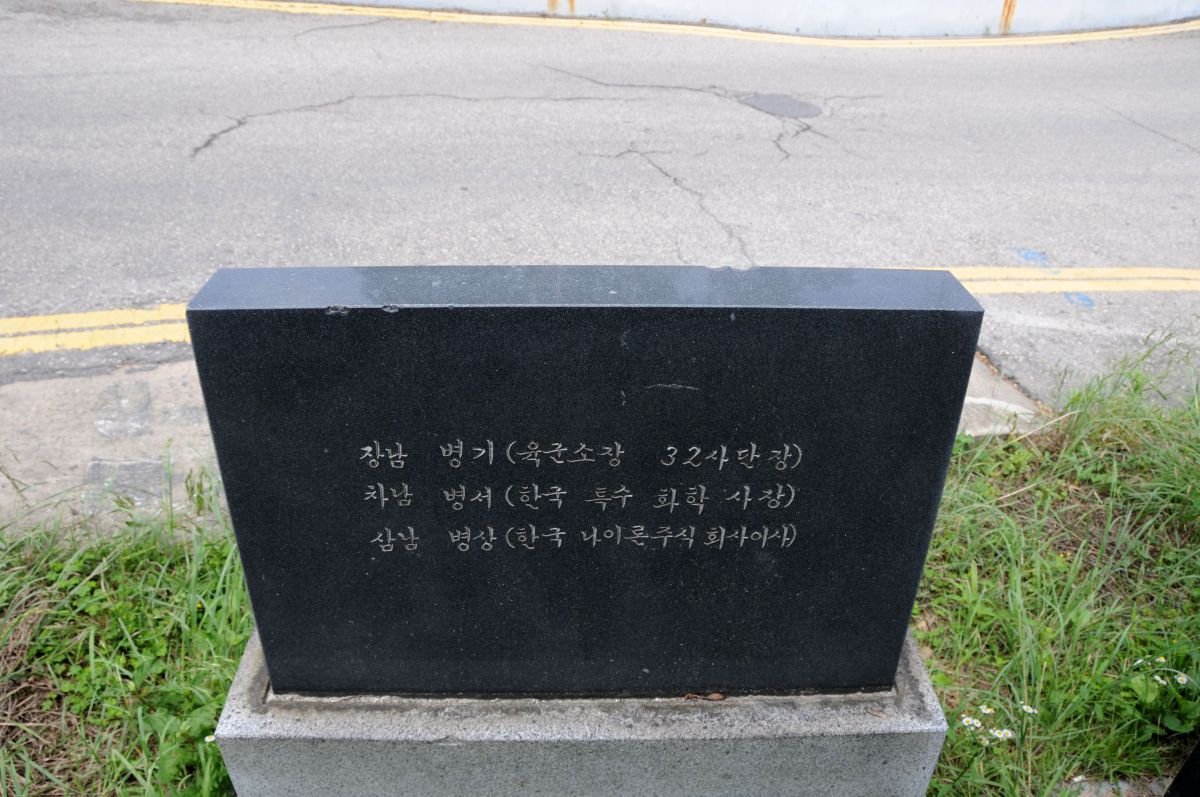 장남 병기(육군소장 32사단장)
차남 병서(한국 특수 화학 사장)
삼남 병상(한국 나이론주식회사이사)